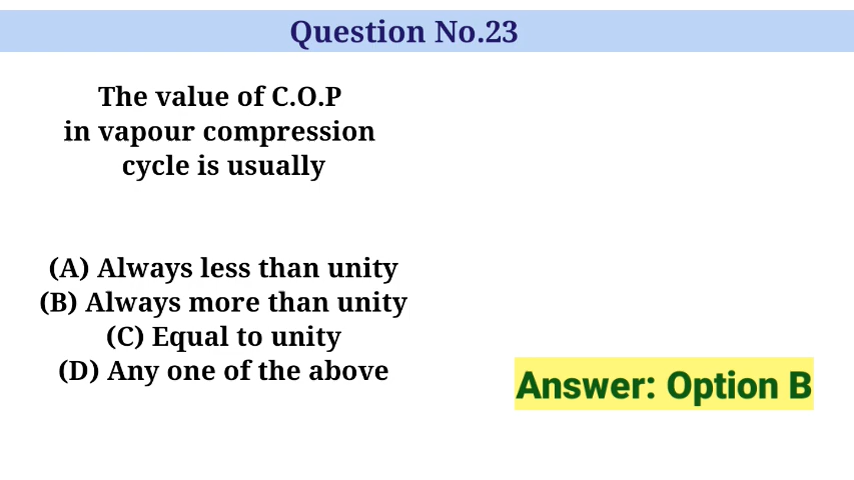 Question No.23
The value of C.O.P
in vapour compression
cycle is usually
(A) Always less than unity
(B) Always more than unity
(C) Equal to unity
(D) Any one of the above
Answer: Option B